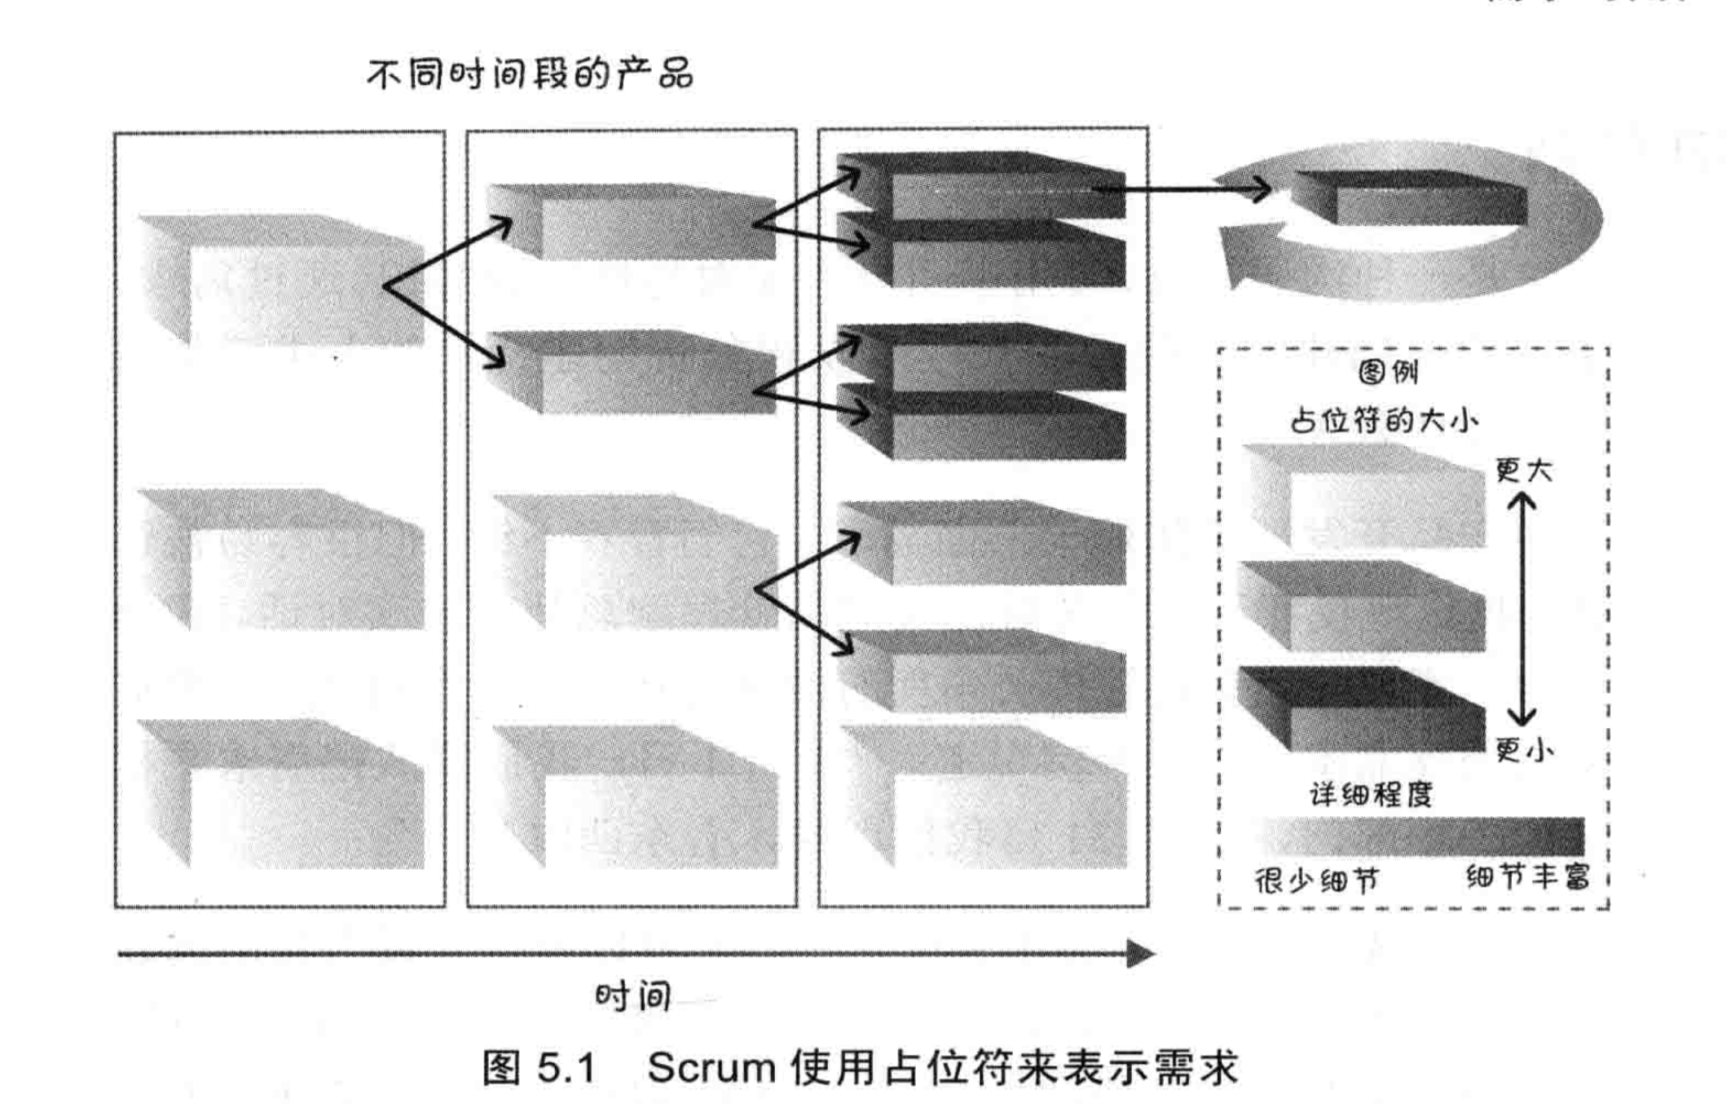 不同时间段的产品
图例
占位符的大小
更大
更小
详细程度
很少细节
细节丰富
时间
图 5.1 Scrum 使用占位符来表示需求